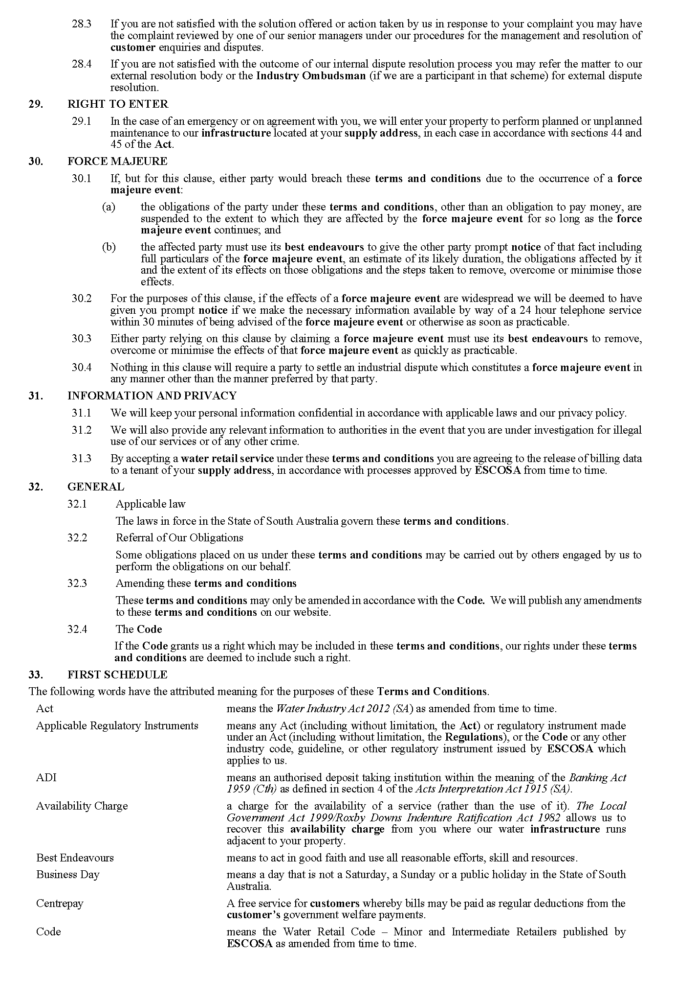 28.3 If you are not satisfied with the solution offered or action taken by us in response to your complaint you may have
the complaint reviewed by one of our senior managers under our procedures for the management and resolution of
customer enquiries and disputes.
28.4 If you are not satisfied with the outcome of our internal dispute resolution process you may refer the matter to our
external resolution body or the Industry Ombudsman (if we are a participant in that scheme) for external dispute
resolution.
29. RIGHT TO ENTER
29.1 In the case of an emergency or on agreement with you, we will enter your property to perform planned or unplanned
maintenance to our infrastructure located at your supply address, in each case in accordance with sections 44 and
45 of the Act.
30. FORCE MAJEURE
30.1 If, but for this clause, either party would breach these terms and conditions due to the occurrence of a force
majeure event:
(a) the obligations of the party under these terms and conditions, other than an obligation to pay money, are
suspended to the extent to which they are affected by the force majeure event for so long as the force
majeure event continues; and
(b) the affected party must use its best endeavours to give the other party prompt notice of that fact including
full particulars of the force majeure event, an estimate of its likely duration, the obligations affected by it
and the extent of its effects on those obligations and the steps taken to remove, overcome or minimise those
effects.
30.2 For the purposes of this clause, if the effects of a force majeure event are widespread we will be deemed to have
given you prompt notice if we make the necessary information available by way of a 24 hour telephone service
within 30 minutes of being advised of the force majeure event or otherwise as soon as practicable.
30.3 Either party relying on this clause by claiming a force majeure event must use its best endeavours to remove,
overcome or minimise the effects of that force majeure event as quickly as practicable.
30.4 Nothing in this clause will require a party to settle an industrial dispute which constitutes a force majeure event in
any manner other than the manner preferred by that party.
31. INFORMATION AND PRIVACY
31.1 We will keep your personal information confidential in accordance with applicable laws and our privacy policy.
31.2 We will also provide any relevant information to authorities in the event that you are under investigation for illegal
use of our services or of any other crime.
31.3 By accepting a water retail service under these terms and conditions you are agreeing to the release of billing data
to a tenant of your supply address, in accordance with processes approved by ESCOSA from time to time.
32. GENERAL
32.1 Applicable law
The laws in force in the State of South Australia govern these terms and conditions.
32.2 Referral of Our Obligations
Some obligations placed on us under these terms and conditions may be carried out by others engaged by us to
perform the obligations on our behalf.
32.3 Amending these terms and conditions
These terms and conditions may only be amended in accordance with the Code. We will publish any amendments
to these terms and conditions on our website.
32.4 The Code
If the Code grants us a right which may be included in these terms and conditions, our rights under these terms
and conditions are deemed to include such a right.
33. FIRST SCHEDULE
The following words have the attributed meaning for the purposes of these Terms and Conditions.
Act means the Water Industry Act 2012 (SA) as amended from time to time.
Applicable Regulatory Instruments means any Act (including without limitation, the Act) or regulatory instrument made
under an Act (including without limitation, the Regulations), or the Code or any other
industry code, guideline, or other regulatory instrument issued by ESCOSA which
applies to us.
ADI means an authorised deposit taking institution within the meaning of the Banking Act
1959 (Cth) as defined in section 4 of the Acts Interpretation Act 1915 (SA).
Availability Charge a charge for the availability of a service (rather than the use of it). The Local
Government Act 1999/Roxby Downs Indenture Ratification Act 1982 allows us to
recover this availability charge from you where our water infrastructure runs
adjacent to your property.
Best Endeavours means to act in good faith and use all reasonable efforts, skill and resources.
Business Day means a day that is not a Saturday, a Sunday or a public holiday in the State of South
Australia.
Centrepay A free service for customers whereby bills may be paid as regular deductions from the
customer's government welfare payments.
Code means the Water Retail Code – Minor and Intermediate Retailers published by
ESCOSA as amended from time to time.